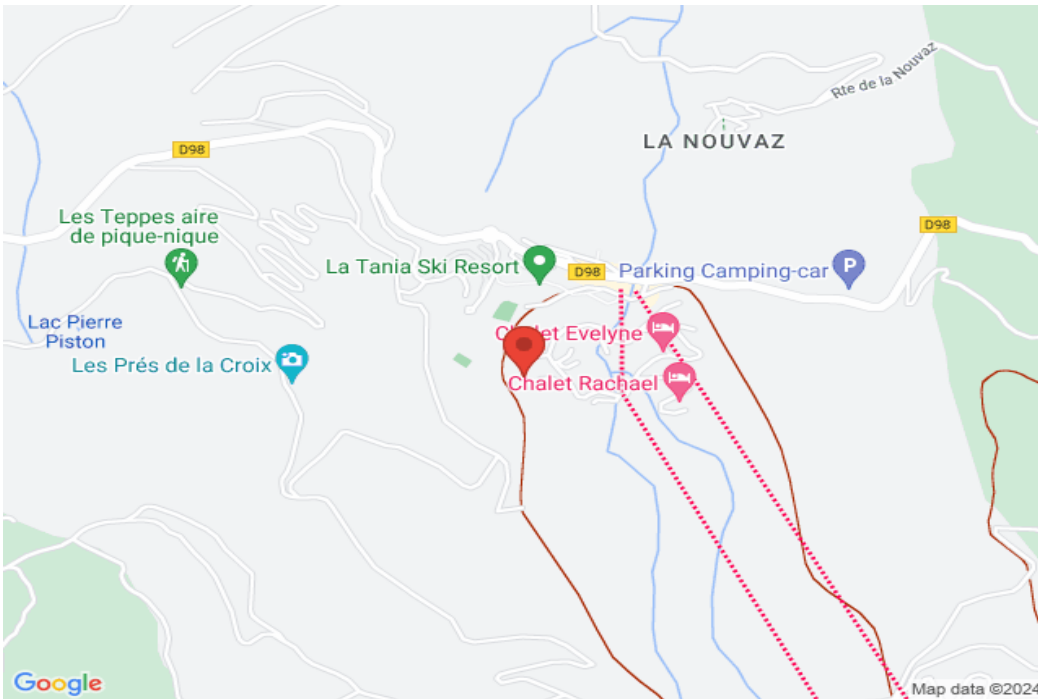 Rte de la Nouvaz
LA NOUVAZ
D98
Les Teppes aire
de pique-nique
D98
La Tania Ski Resort
D98
Parking Camping-car
P
Lac Pierre
Piston
Chalet Evelyne
Les Prés de la Croix
Chalet Rachael
Google
Map data ©2024